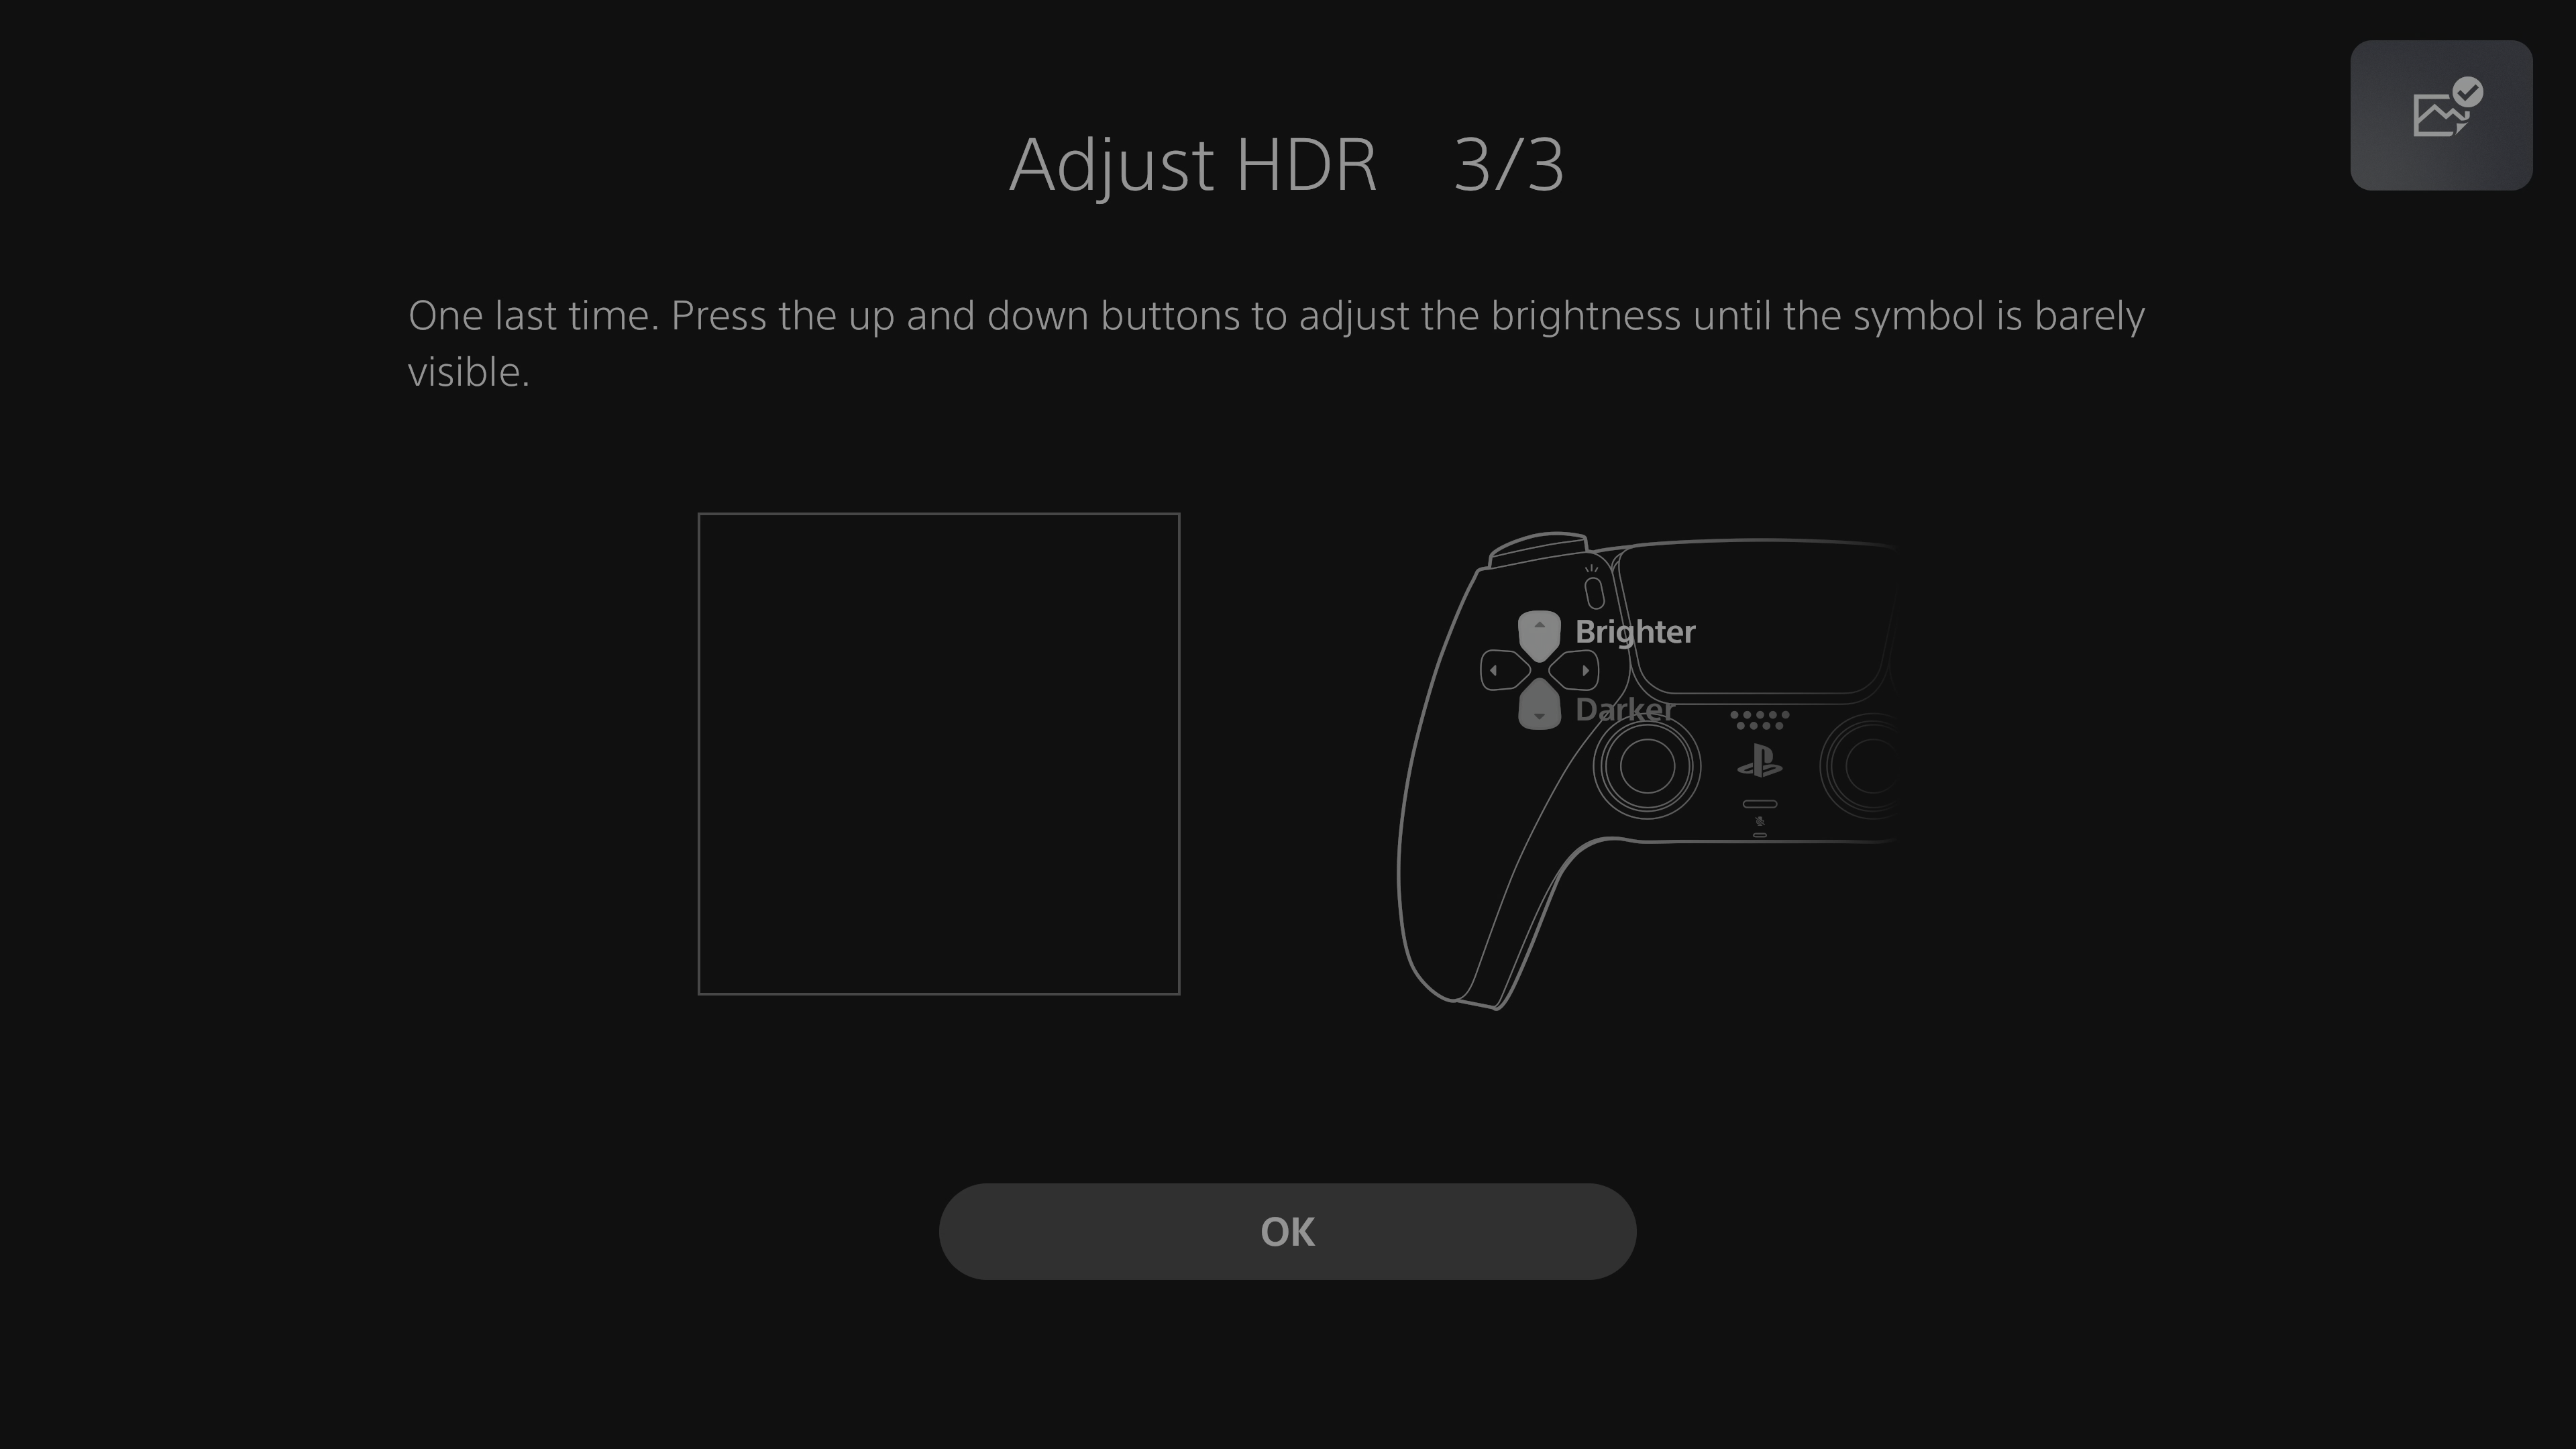 Adjust HDR 3/3
One last time. Press the up and down buttons to adjust the brightness until the symbol is barely
visible.
Brighter
Darker
OK